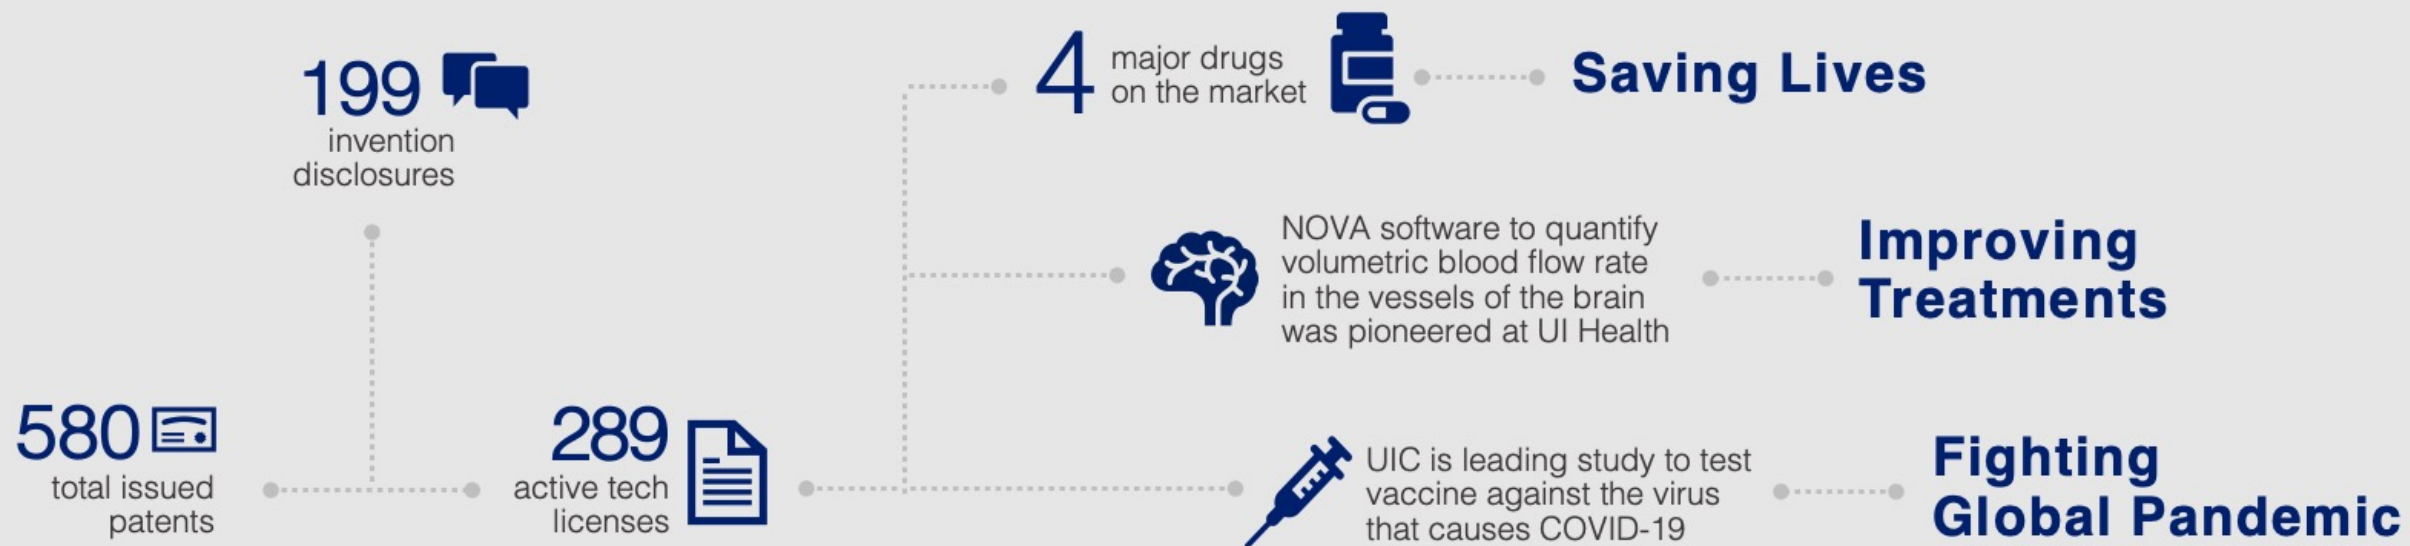 199
invention
disclosures
580
total issued
patents
289
active tech
licenses
4
major drugs
on the market
Saving Lives
NOVA software to quantify
volumetric blood flow rate
in the vessels of the brain
was pioneered at UI Health
Improving
Treatments
UIC is leading study to test
vaccine against the virus
that causes COVID-19
Fighting
Global Pandemic